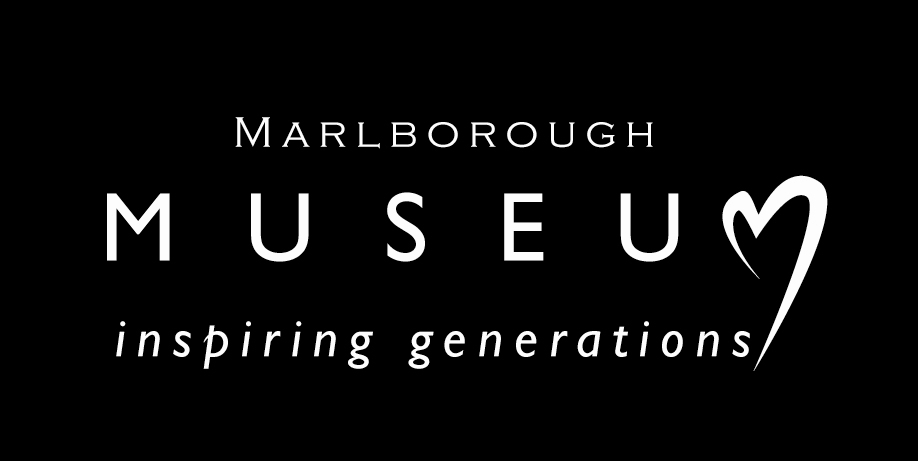 MARLBOROUGH
MUSEUM
inspiring generations